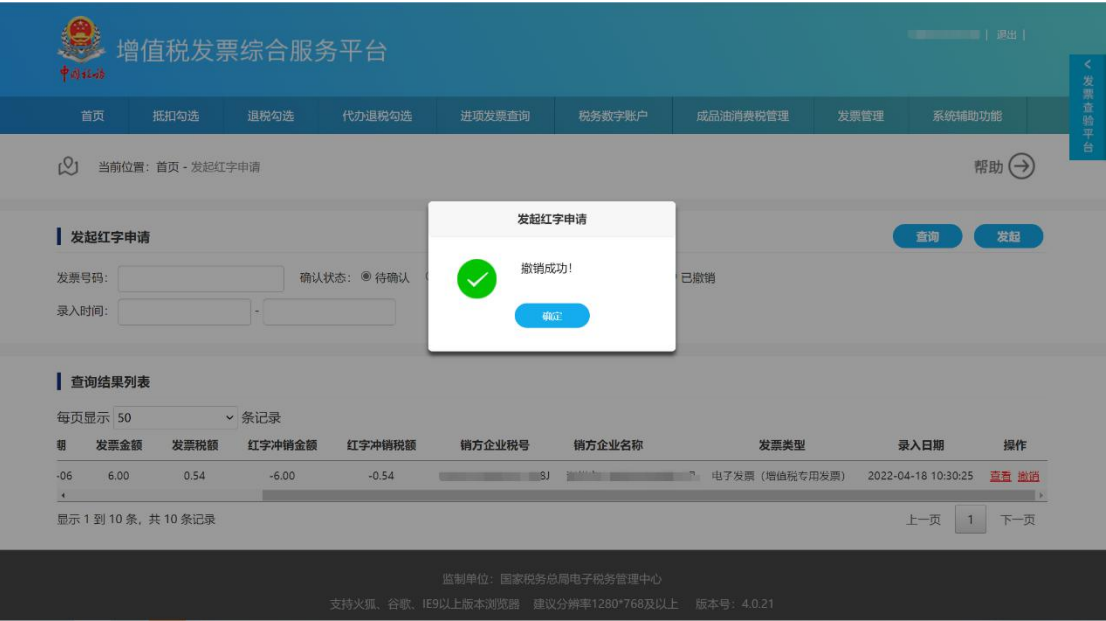 增值税发票综合服务平台
| 退出 |
中国税务
< 发票查验平台
首页 抵扣勾选 退税勾选 代办退税勾选 进项发票查询 税务数字账户 成品油消费税管理 发票管理 系统辅助功能
当前位置：首页 - 发起红字申请
帮助
发起红字申请
发起红字申请
查询 发起
撤销成功！
发票号码：
确认状态： 待确认
已撤销
录入时间： -
确定
查询结果列表
每页显示 50 条记录
发票金额 发票税额 红字冲销金额 红字冲销税额 销方企业税号 销方企业名称 发票类型 录入日期 操作
-06 6.00 0.54 -6.00 -0.54 8J 电子发票（增值税专用发票） 2022-04-18 10:30:25 查看 撤销
显示 1 到 10 条，共 10 条记录
上一页 1 下一页
监制单位：国家税务总局电子税务管理中心
支持火狐、谷歌、IE9以上版本浏览器 建议分辨率1280*768及以上 版本号：4.0.21